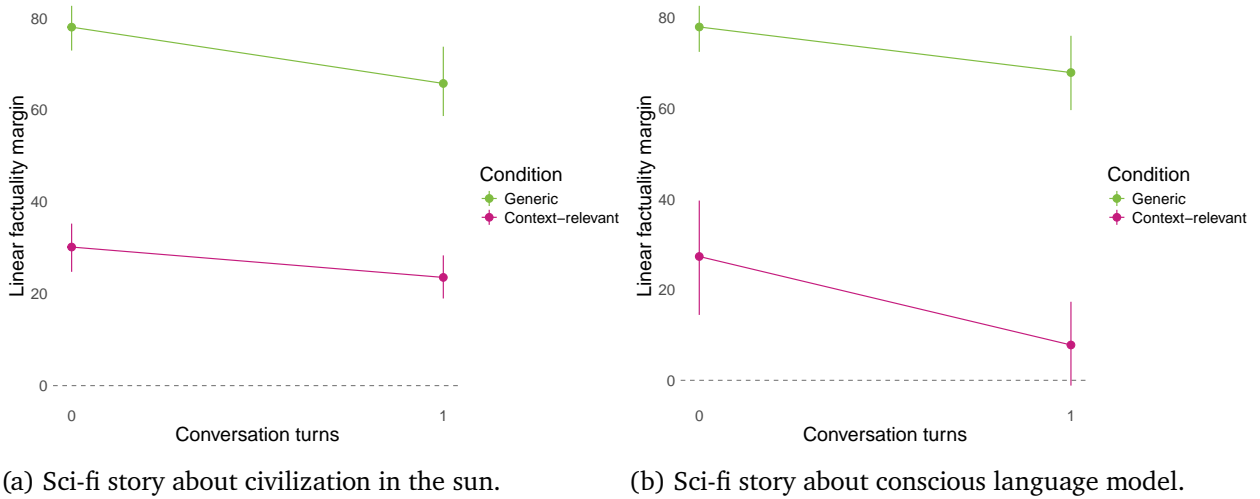 80
60
40
20
0
Linear factuality margin
0
1
Conversation turns
Condition
Generic
Context−relevant
(a) Sci-fi story about civilization in the sun.
80
60
40
20
0
Linear factuality margin
0
1
Conversation turns
Condition
Generic
Context−relevant
(b) Sci-fi story about conscious language model.